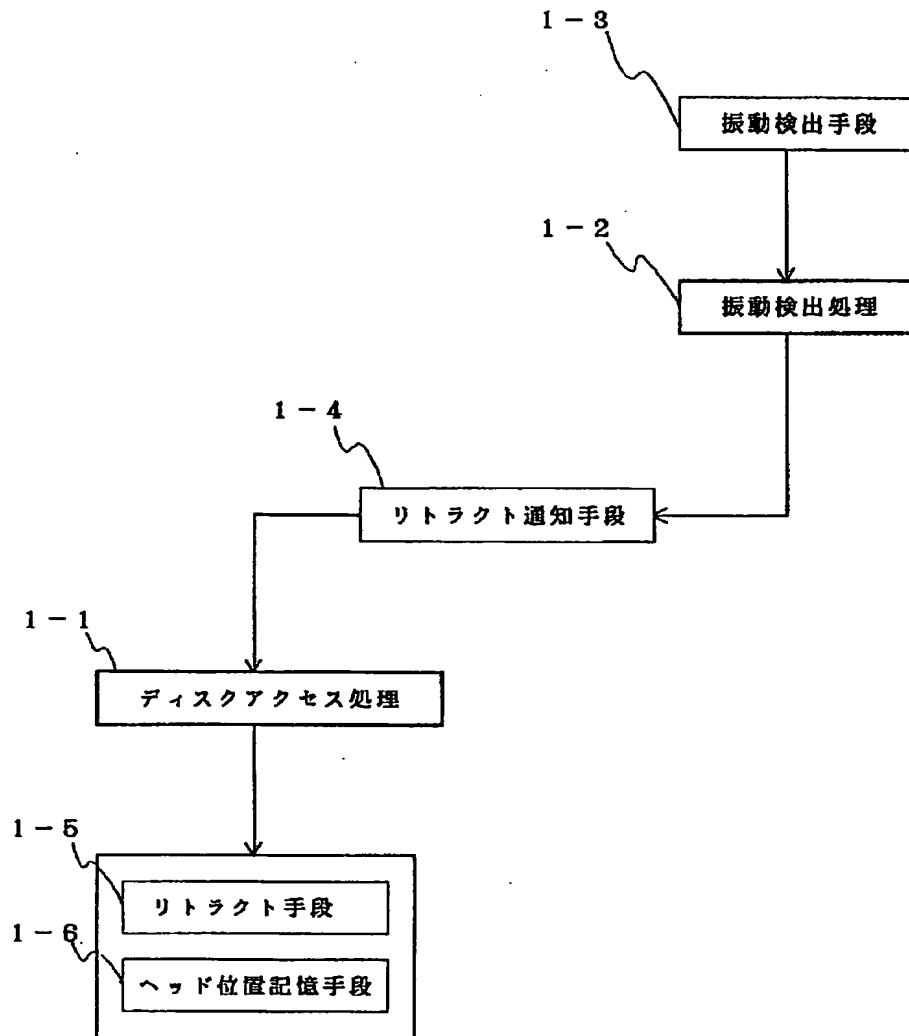 1-3
振動検出手段
1-2
振動検出処理
1-4
リトラクト通知手段
1-1
ディスクアクセス処理
1-5
リトラクト手段
1-6
ヘッド位置記憶手段